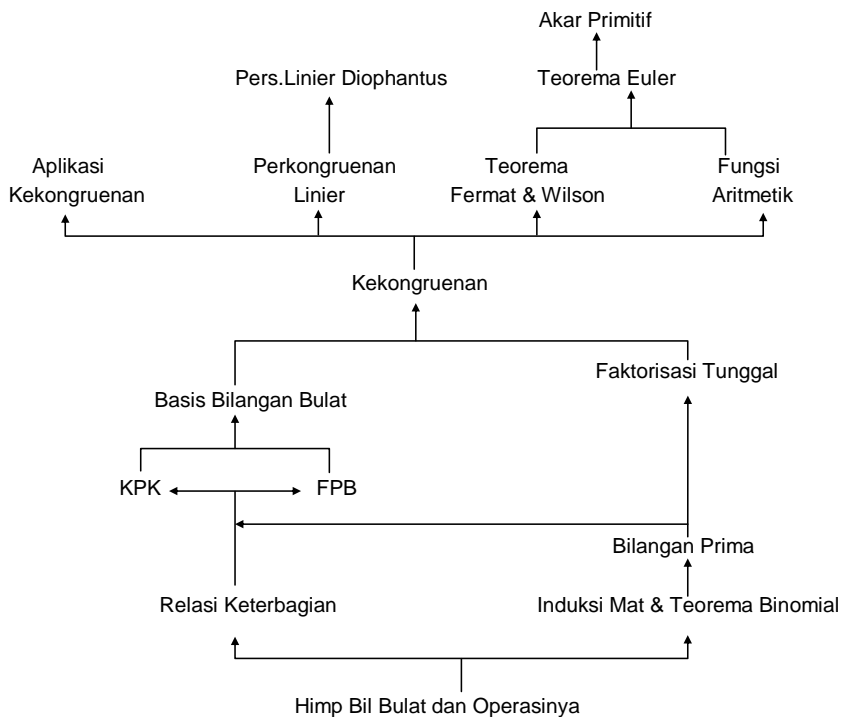 Akar Primitif
Pers.Linier Diophantus
Teorema Euler
Aplikasi
Kekongruenan
Perkongruenan
Linier
Teorema
Fermat & Wilson
Fungsi
Aritmetik
Kekongruenan
Faktorisasi Tunggal
Basis Bilangan Bulat
KPK
FPB
Bilangan Prima
Relasi Keterbagian
Induksi Mat & Teorema Binomial
Himp Bil Bulat dan Operasinya